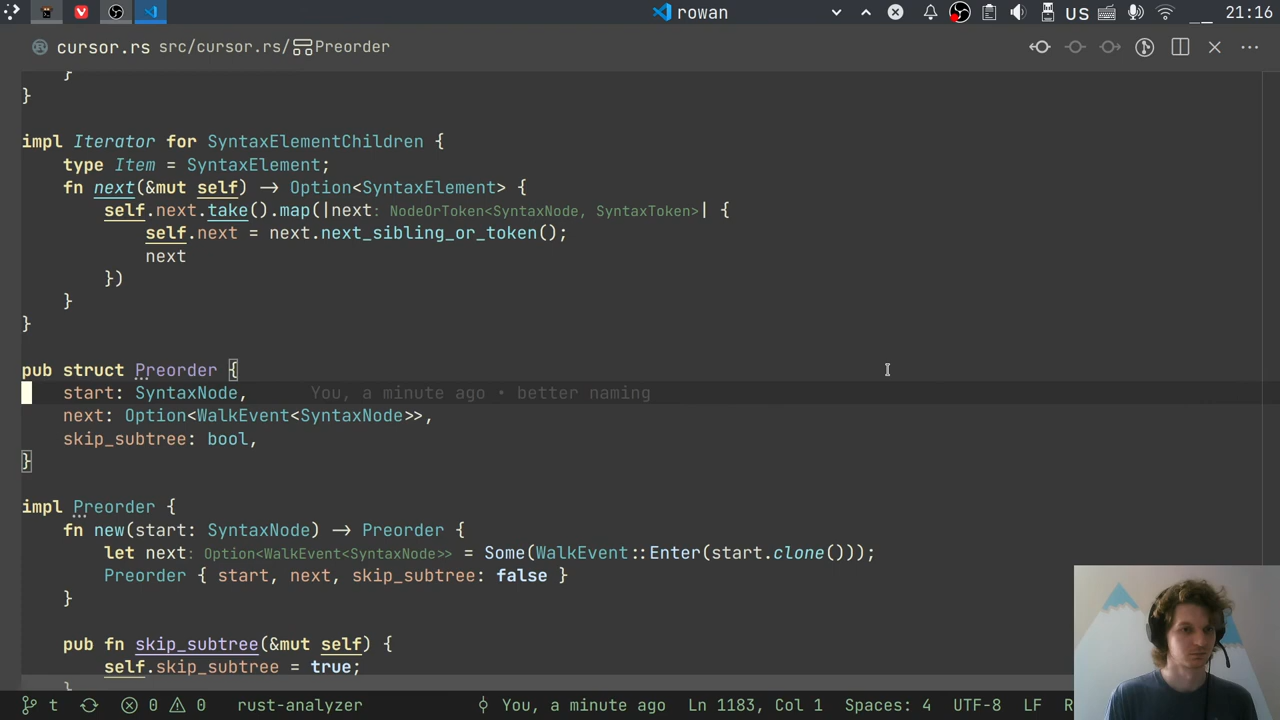 rowan
US
21:16
cursor.rs src/cursor.rs/Preorder
}
}
impl Iterator for SyntaxElementChildren {
type Item = SyntaxElement;
fn next(&mut self) → Option<SyntaxElement> {
self.next.take().map(|next: NodeOrToken<SyntaxNode, SyntaxToken>| {
self.next = next.next_sibling_or_token();
next
})
}
}
pub struct Preorder {
start: SyntaxNode, You, a minute ago • better naming
next: Option<WalkEvent<SyntaxNode>>,
skip_subtree: bool,
}
impl Preorder {
fn new(start: SyntaxNode) → Preorder {
let next: Option<WalkEvent<SyntaxNode>> = Some(WalkEvent::Enter(start.clone()));
Preorder { start, next, skip_subtree: false }
}
pub fn skip_subtree(&mut self) {
self.skip_subtree = true;
}
t 0 0 rust-analyzer You, a minute ago Ln 1183, Col 1 Spaces: 4 UTF-8 LF